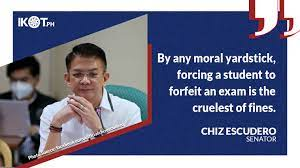 IKOT.PH
By any moral yardstick,
forcing a student to
forfeit an exam is the
cruelest of fines.
CHIZ ESCUDERO
SENATOR